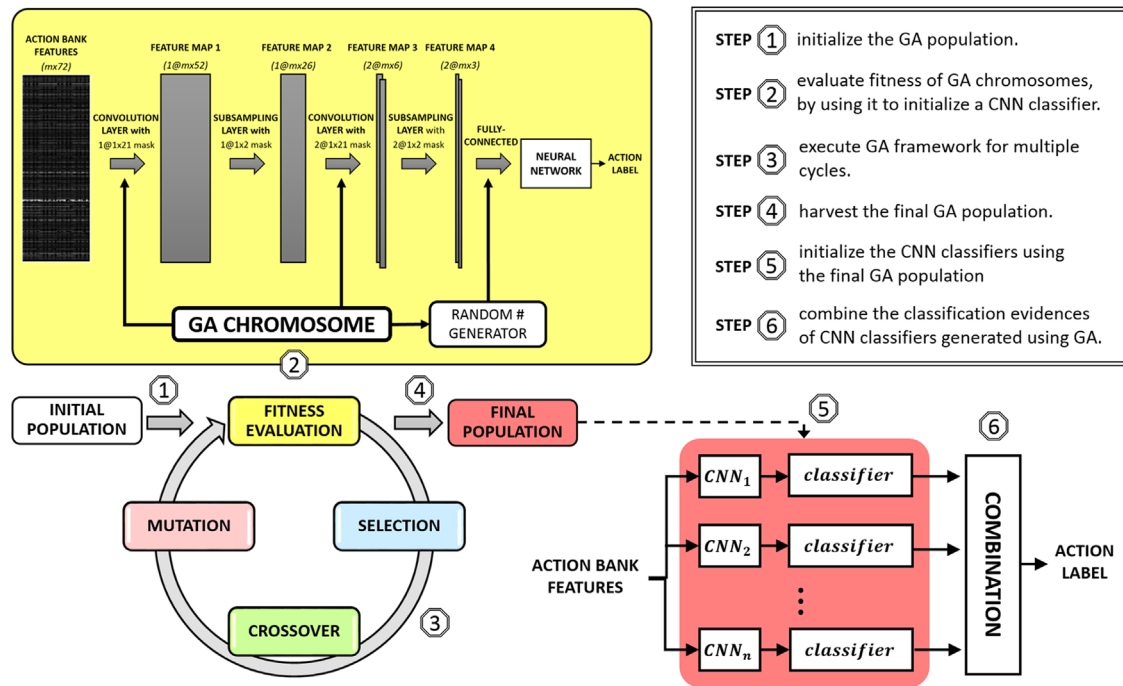 ACTION BANK
FEATURES
(mx72)
FEATURE MAP 1
(1@mx52)
FEATURE MAP 2
(1@mx26)
FEATURE MAP 3
(2@mx6)
FEATURE MAP 4
(2@mx3)
CONVOLUTION
LAYER with
1@1x21 mask
SUBSAMPLING
LAYER with
1@1x2 mask
CONVOLUTION
LAYER with
2@1x21 mask
SUBSAMPLING
LAYER with
2@1x2 mask
FULLY-
CONNECTED
NEURAL
NETWORK
ACTION
LABEL
GA CHROMOSOME
RANDOM #
GENERATOR
2
STEP 1 initialize the GA population.
STEP 2 evaluate fitness of GA chromosomes,
by using it to initialize a CNN classifier.
STEP 3 execute GA framework for multiple
cycles.
STEP 4 harvest the final GA population.
STEP 5 initialize the CNN classifiers using
the final GA population
STEP 6 combine the classification evidences
of CNN classifiers generated using GA.
INITIAL
POPULATION
1
FITNESS
EVALUATION
4
FINAL
POPULATION
MUTATION
SELECTION
CROSSOVER
3
5
6
ACTION BANK
FEATURES
CNN1
classifier
CNN2
classifier
⋮
CNNn
classifier
COMBINATION
ACTION
LABEL